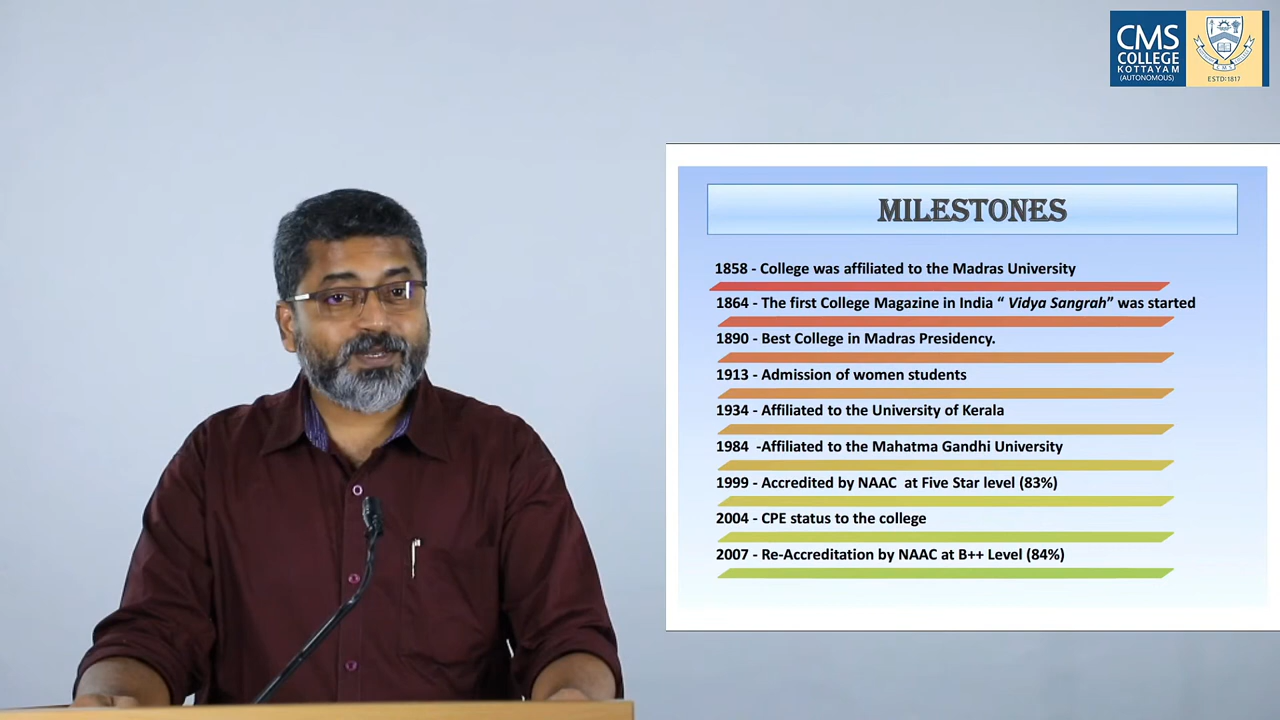 CMS
COLLEGE
KOTTAYAM
(AUTONOMOUS)
ESTD:1817
MILESTONES
1858 - College was affiliated to the Madras University
1864 - The first College Magazine in India “ Vidya Sangrah” was started
1890 - Best College in Madras Presidency.
1913 - Admission of women students
1934 - Affiliated to the University of Kerala
1984 -Affiliated to the Mahatma Gandhi University
1999 - Accredited by NAAC at Five Star level (83%)
2004 - CPE status to the college
2007 - Re-Accreditation by NAAC at B++ Level (84%)